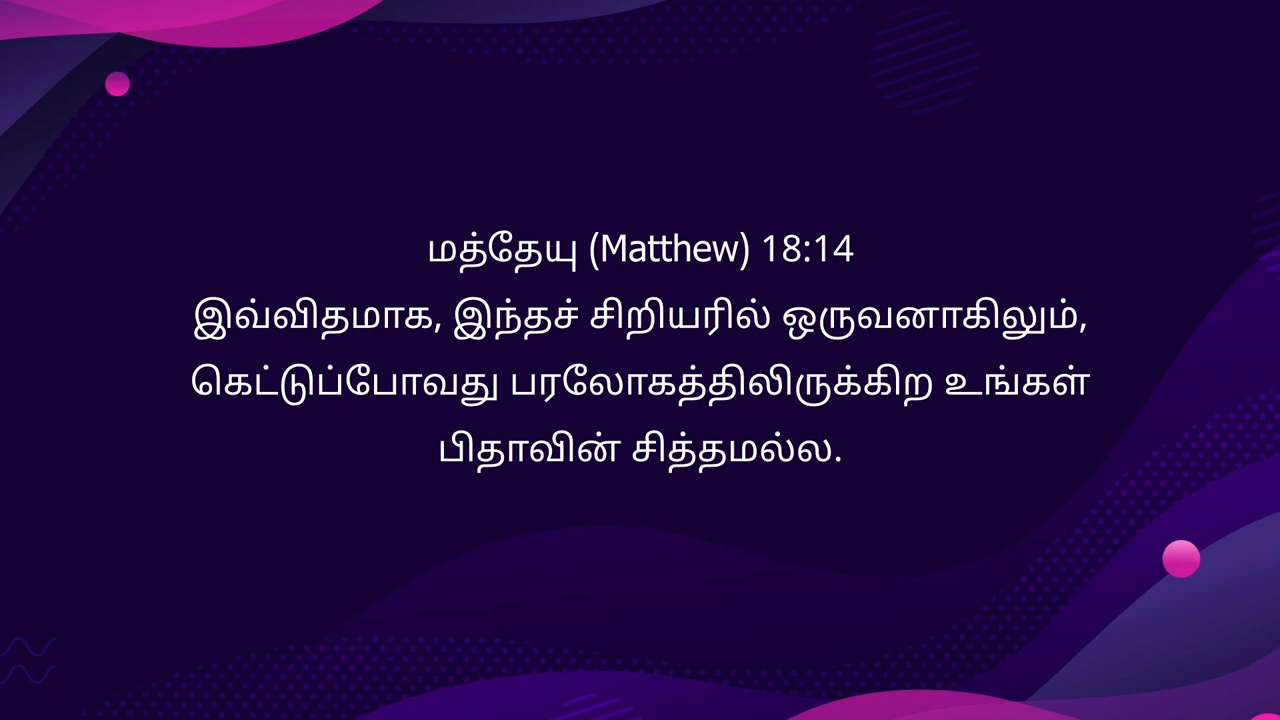 மத்தேயு (Matthew) 18:14
இவ்விதமாக, இந்தச் சிறியரில் ஒருவனாகிலும்,
கெட்டுப்போவது பரலோகத்திலிருக்கிற உங்கள்
பிதாவின் சித்தமல்ல.